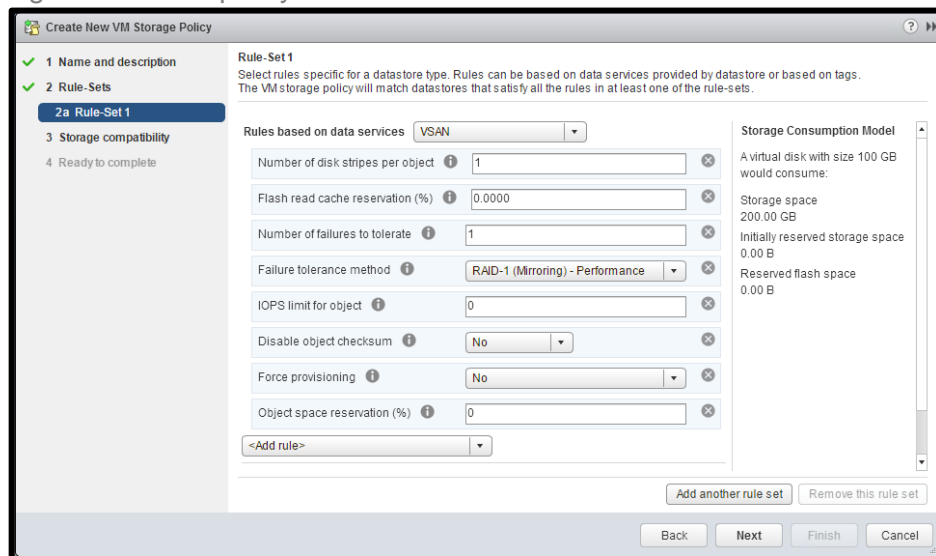 Create New VM Storage Policy
1 Name and description
2 Rule-Sets
2a Rule-Set 1
3 Storage compatibility
4 Ready to complete
Rule-Set 1
Select rules specific for a datastore type. Rules can be based on data services provided by datastore or based on tags.
The VM storage policy will match datastores that satisfy all the rules in at least one of the rule-sets.
Rules based on data services VSAN
Number of disk stripes per object 1
Flash read cache reservation (%) 0.0000
Number of failures to tolerate 1
Failure tolerance method RAID-1 (Mirroring) - Performance
IOPS limit for object 0
Disable object checksum No
Force provisioning No
Object space reservation (%) 0
<Add rule>
Storage Consumption Model
A virtual disk with size 100 GB
would consume:
Storage space
200.00 GB
Initially reserved storage space
0.00 B
Reserved flash space
0.00 B
Add another rule set Remove this rule set
Back Next Finish Cancel